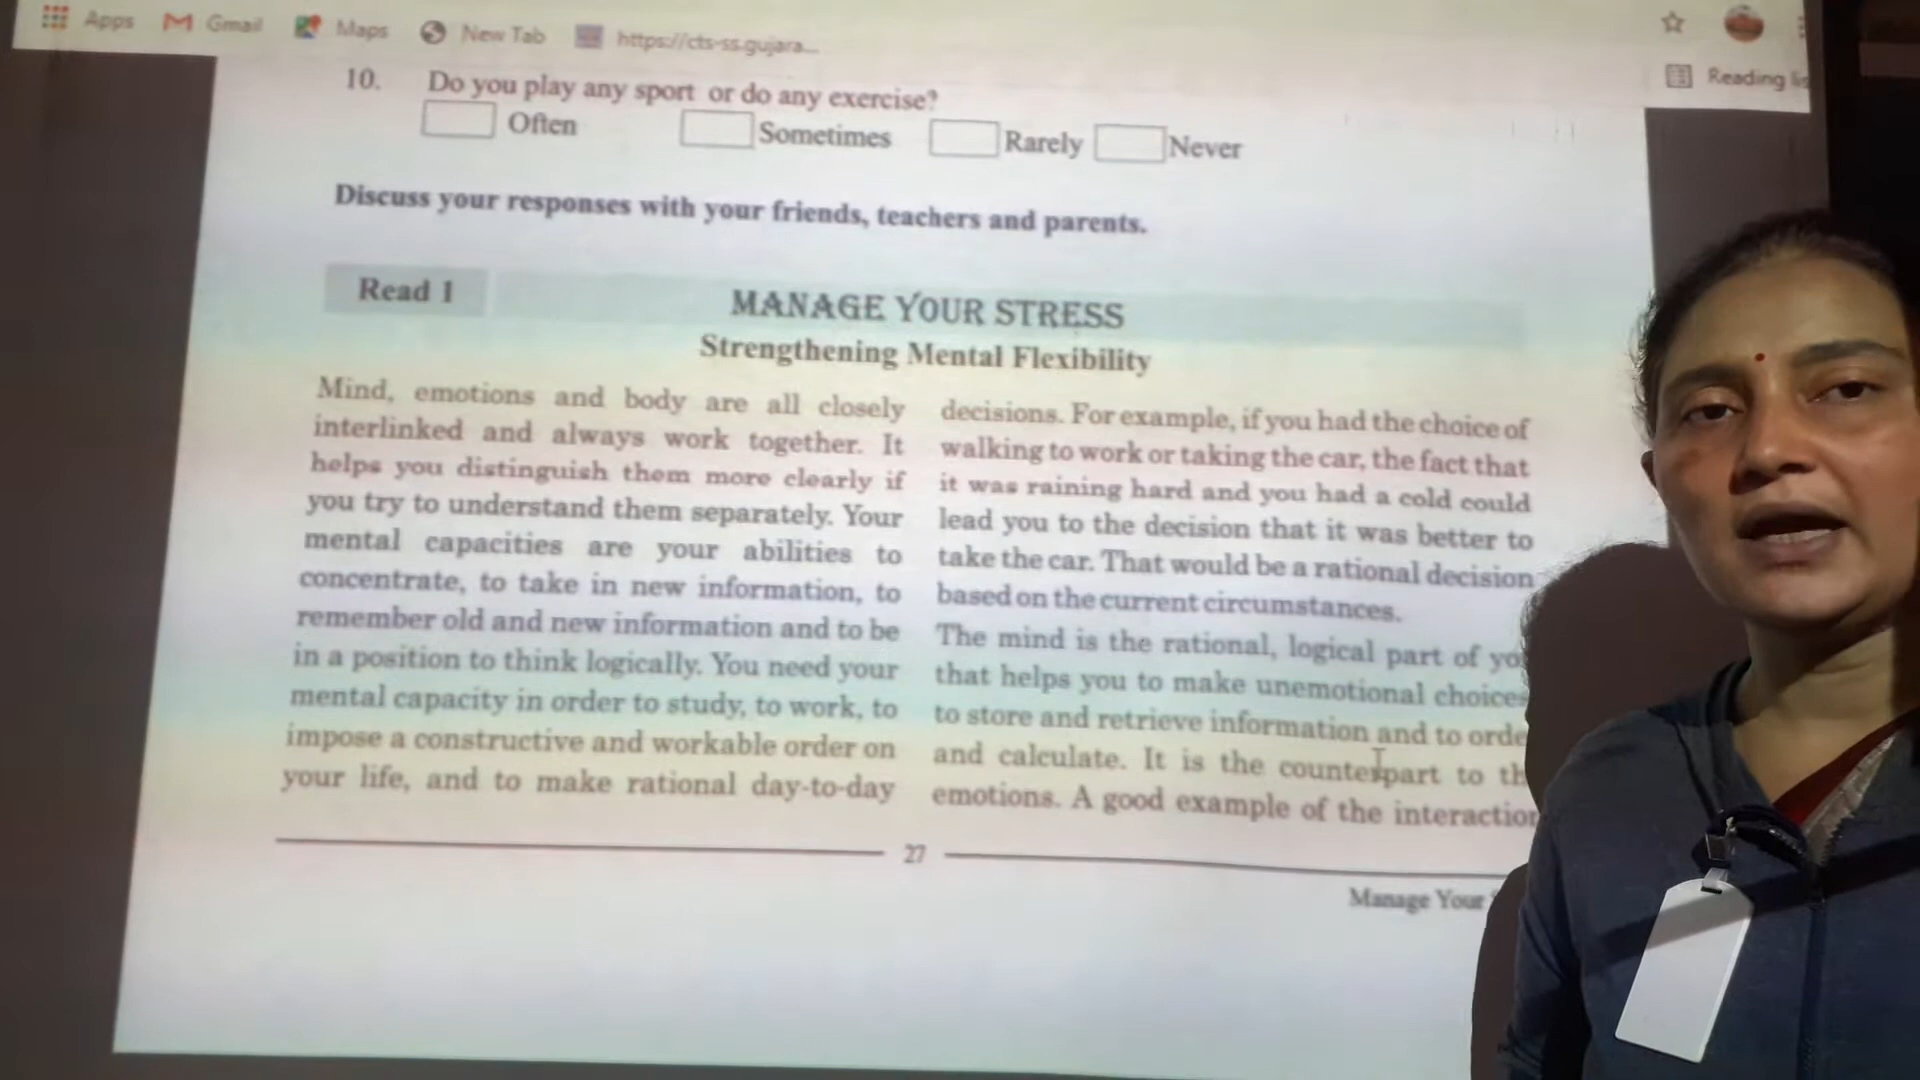 Apps Gmail Maps New Tab https://cts-ss.gujara...
Reading lis
10. Do you play any sport or do any exercise?
Often Sometimes Rarely Never
Discuss your responses with your friends, teachers and parents.
Read 1
MANAGE YOUR STRESS
Strengthening Mental Flexibility
Mind, emotions and body are all closely
interlinked and always work together. It
helps you distinguish them more clearly if
you try to understand them separately. Your
mental capacities are your abilities to
concentrate, to take in new information, to
remember old and new information and to be
in a position to think logically. You need your
mental capacity in order to study, to work, to
impose a constructive and workable order on
your life, and to make rational day-to-day
decisions. For example, if you had the choice of
walking to work or taking the car, the fact that
it was raining hard and you had a cold could
lead you to the decision that it was better to
take the car. That would be a rational decision
based on the current circumstances.
The mind is the rational, logical part of yo
that helps you to make unemotional choices
to store and retrieve information and to orde
and calculate. It is the counterpart to th
emotions. A good example of the interaction
27
Manage Your